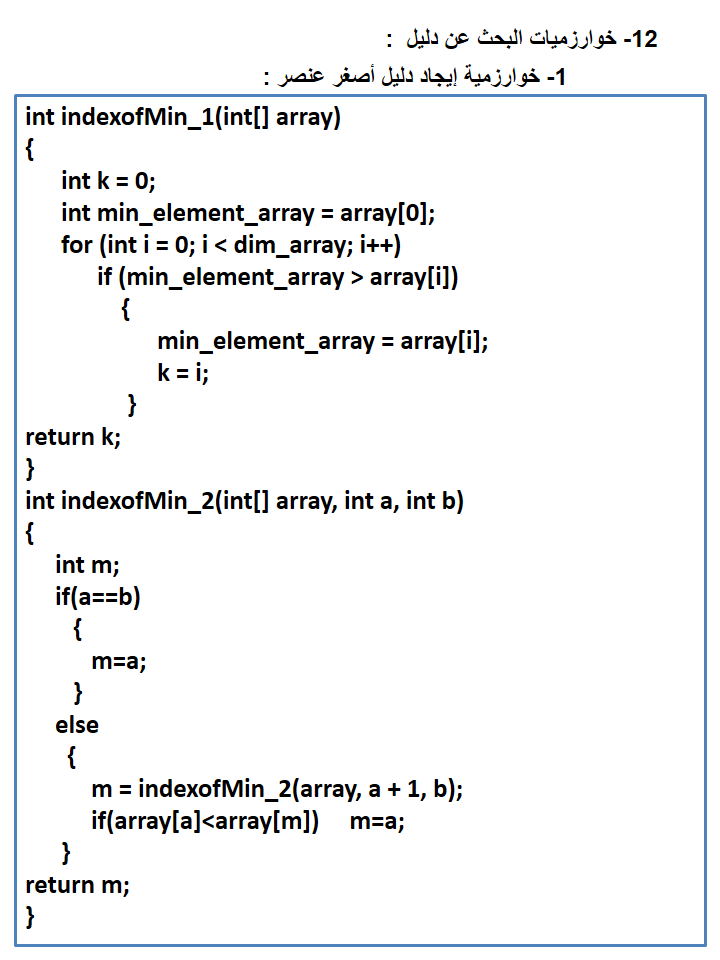 12- خوارزميات البحث عن دليل :
1- خوارزمية إيجاد دليل أصغر عنصر :
int indexofMin_1(int[] array)
{
int k = 0;
int min_element_array = array[0];
for (int i = 0; i < dim_array; i++)
if (min_element_array > array[i])
{
min_element_array = array[i];
k = i;
}
return k;
}
int indexofMin_2(int[] array, int a, int b)
{
int m;
if(a==b)
{
m=a;
}
else
{
m = indexofMin_2(array, a + 1, b);
if(array[a]<array[m]) m=a;
}
return m;
}